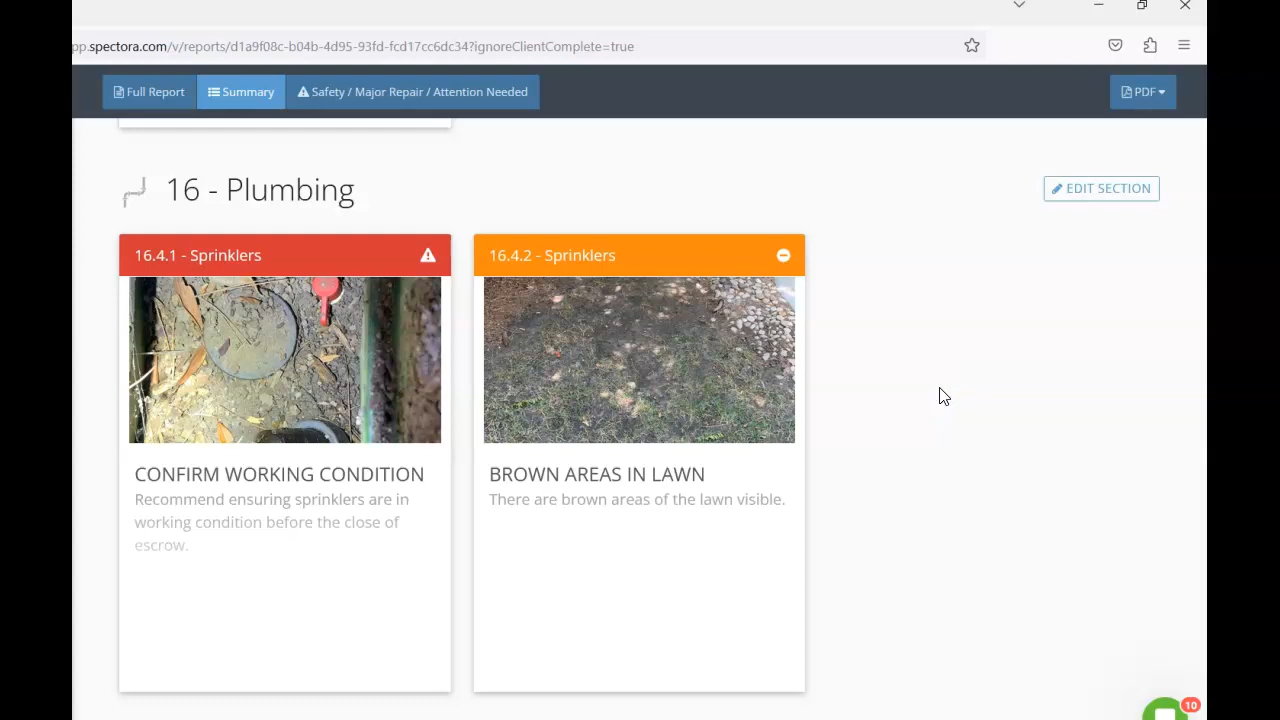 pp.spectora.com/v/reports/d1a9f08c-b04b-4d95-93fd-fcd17cc6dc34?ignoreClientComplete=true
Full Report Summary Safety / Major Repair / Attention Needed PDF
16 - Plumbing EDIT SECTION
16.4.1 - Sprinklers
CONFIRM WORKING CONDITION
Recommend ensuring sprinklers are in
working condition before the close of
escrow.
16.4.2 - Sprinklers
BROWN AREAS IN LAWN
There are brown areas of the lawn visible.
10